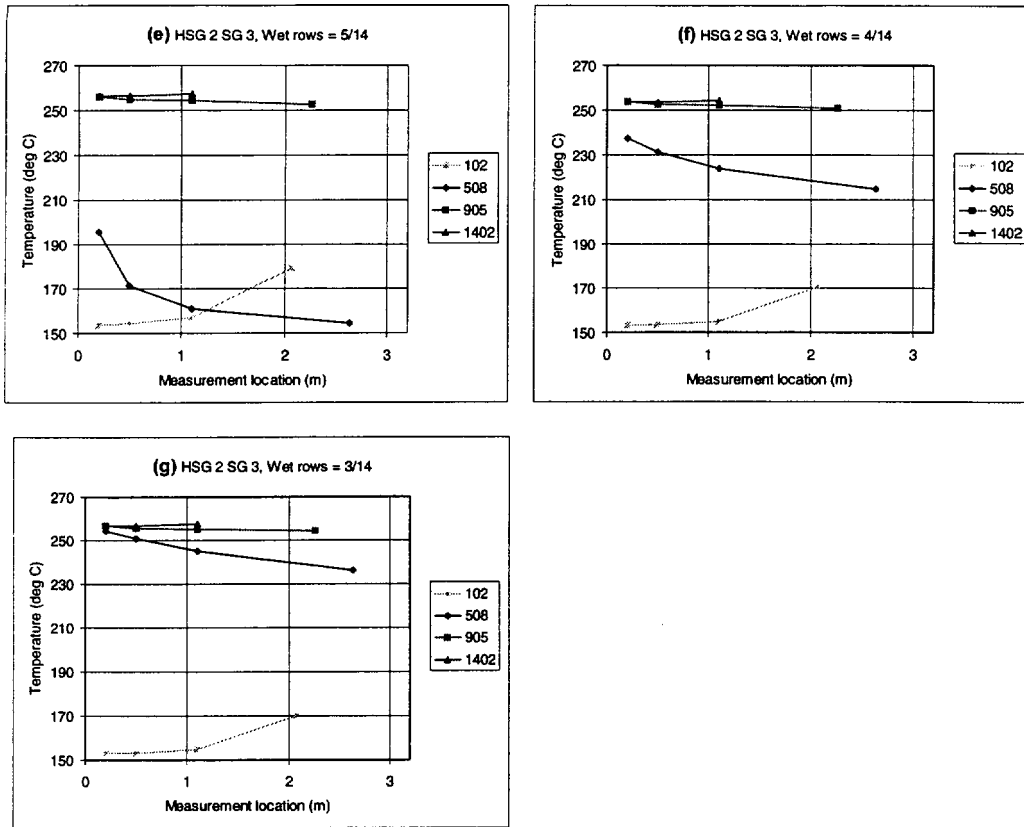 (e) HSG 2 SG 3, Wet rows = 5/14
270
250
230
210
190
170
150
Temperature (deg C)
0 1 2 3
Measurement location (m)
102
508
905
1402
(f) HSG 2 SG 3, Wet rows = 4/14
270
250
230
210
190
170
150
Temperature (deg C)
0 1 2 3
Measurement location (m)
102
508
905
1402
(g) HSG 2 SG 3, Wet rows = 3/14
270
250
230
210
190
170
150
Temperature (deg C)
0 1 2 3
Measurement location (m)
102
508
905
1402